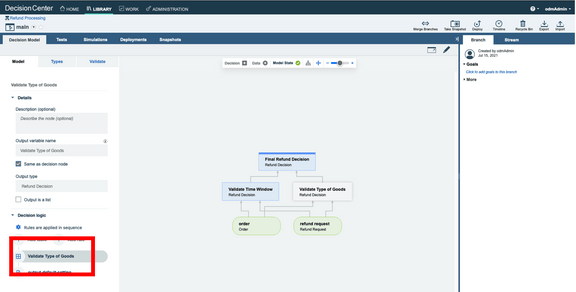 Decision Center
HOME
LIBRARY
WORK
ADMINISTRATION
odmAdmin
Refund Processing
main
Merge Branches
Take Snapshot
Deploy
Timeline
Recycle Bin
Export
Import
Decision Model
Tests
Simulations
Deployments
Snapshots
Branch
Stream
Model
Types
Validate
Decision
Data
Model State
Created by odmAdmin
Jul 15, 2021
Goals
Click to add goals to this branch
More
Validate Type of Goods
Details
Description (optional)
Describe the node (optional)
Output variable name
Validate Type of Goods
Same as decision node
Output type
Refund Decision
Output is a list
Decision logic
Rules are applied in sequence
Validate Type of Goods
Final Refund Decision
Refund Decision
Validate Time Window
Refund Decision
Validate Type of Goods
Refund Decision
order
Order
refund request
Refund Request